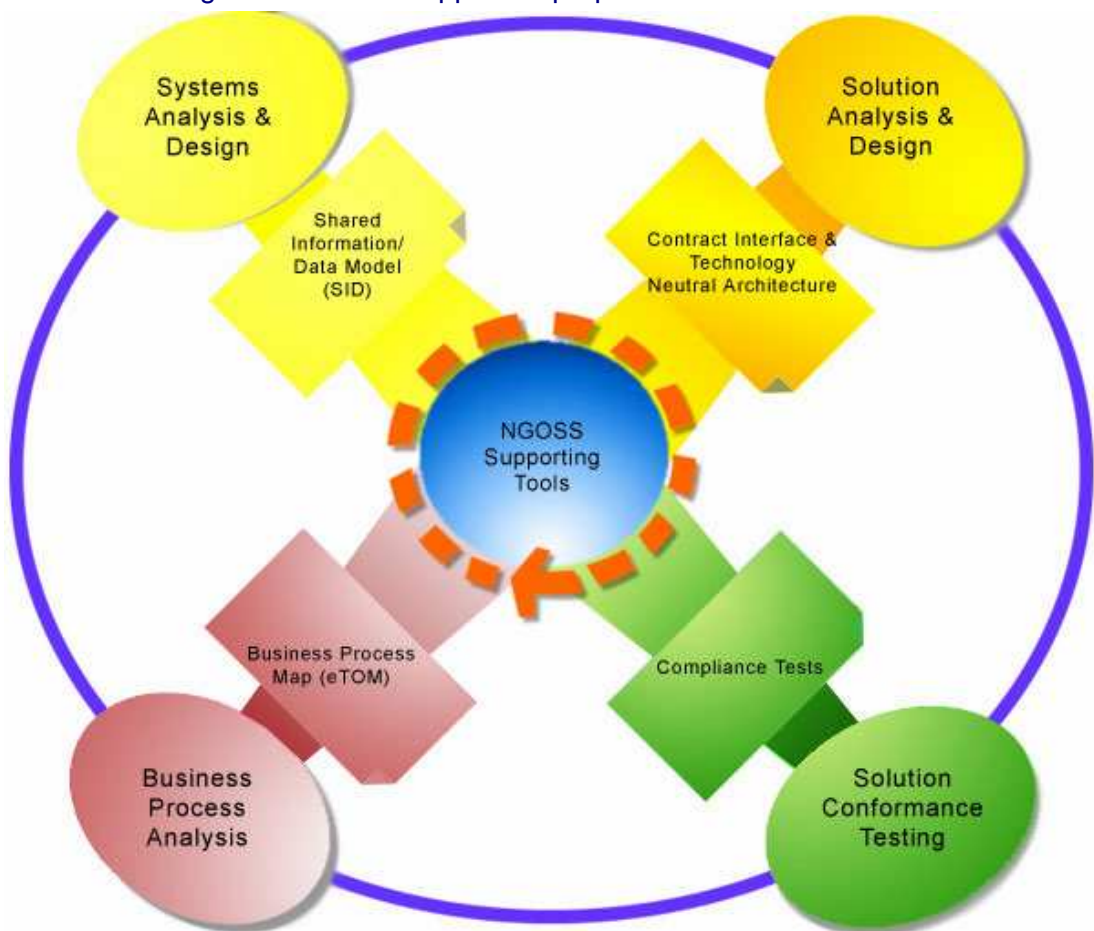 Systems
Analysis &
Design
Solution
Analysis &
Design
Shared
Information/
Data Model
(SID)
Contract Interface &
Technology
Neutral Architecture
NGOSS
Supporting
Tools
Business Process
Map (eTOM)
Compliance Tests
Business
Process
Analysis
Solution
Conformance
Testing